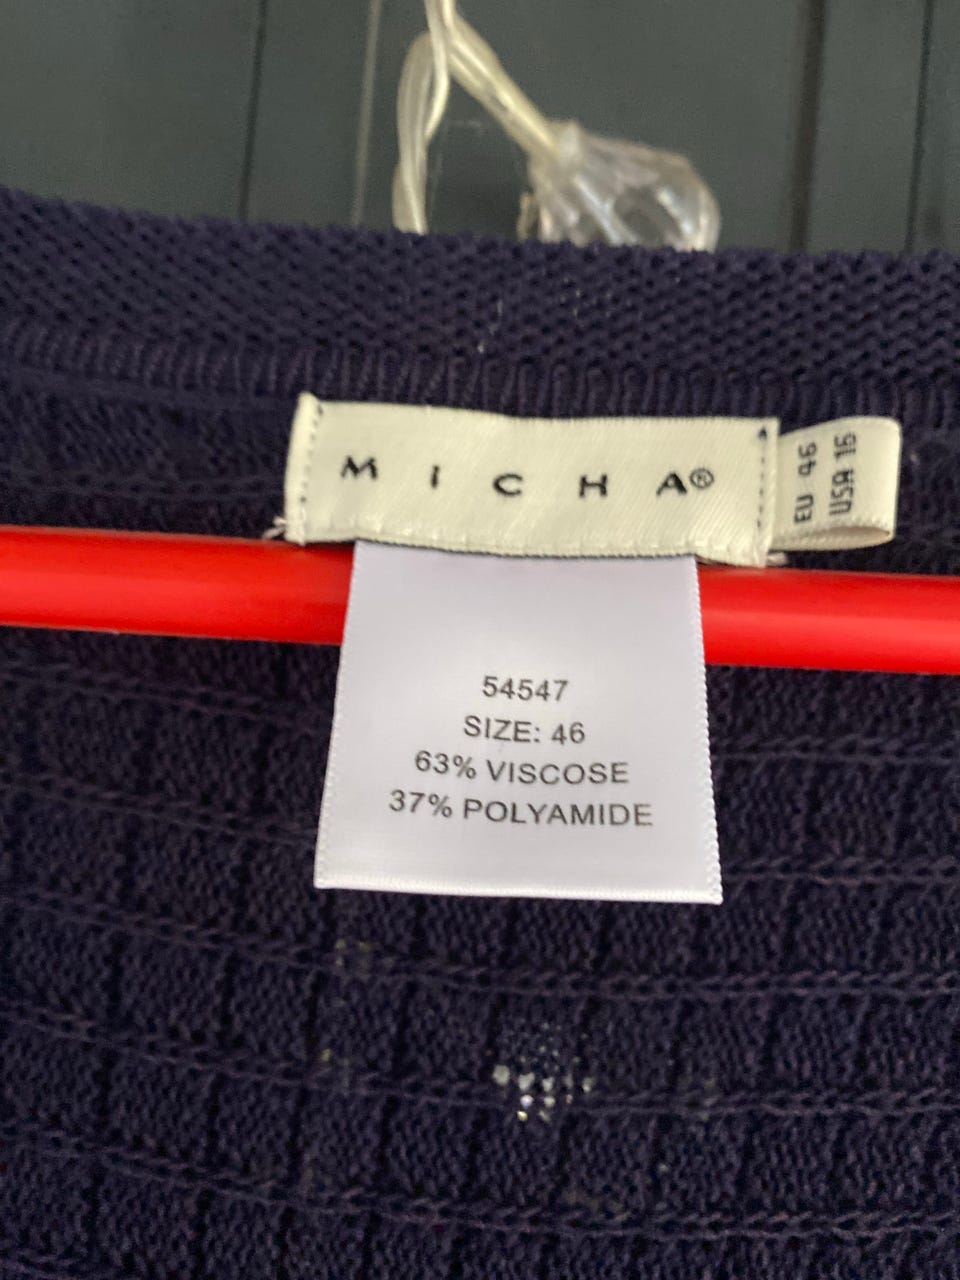 MICHA®
EU 46
USA 16
54547
SIZE: 46
63% VISCOSE
37% POLYAMIDE